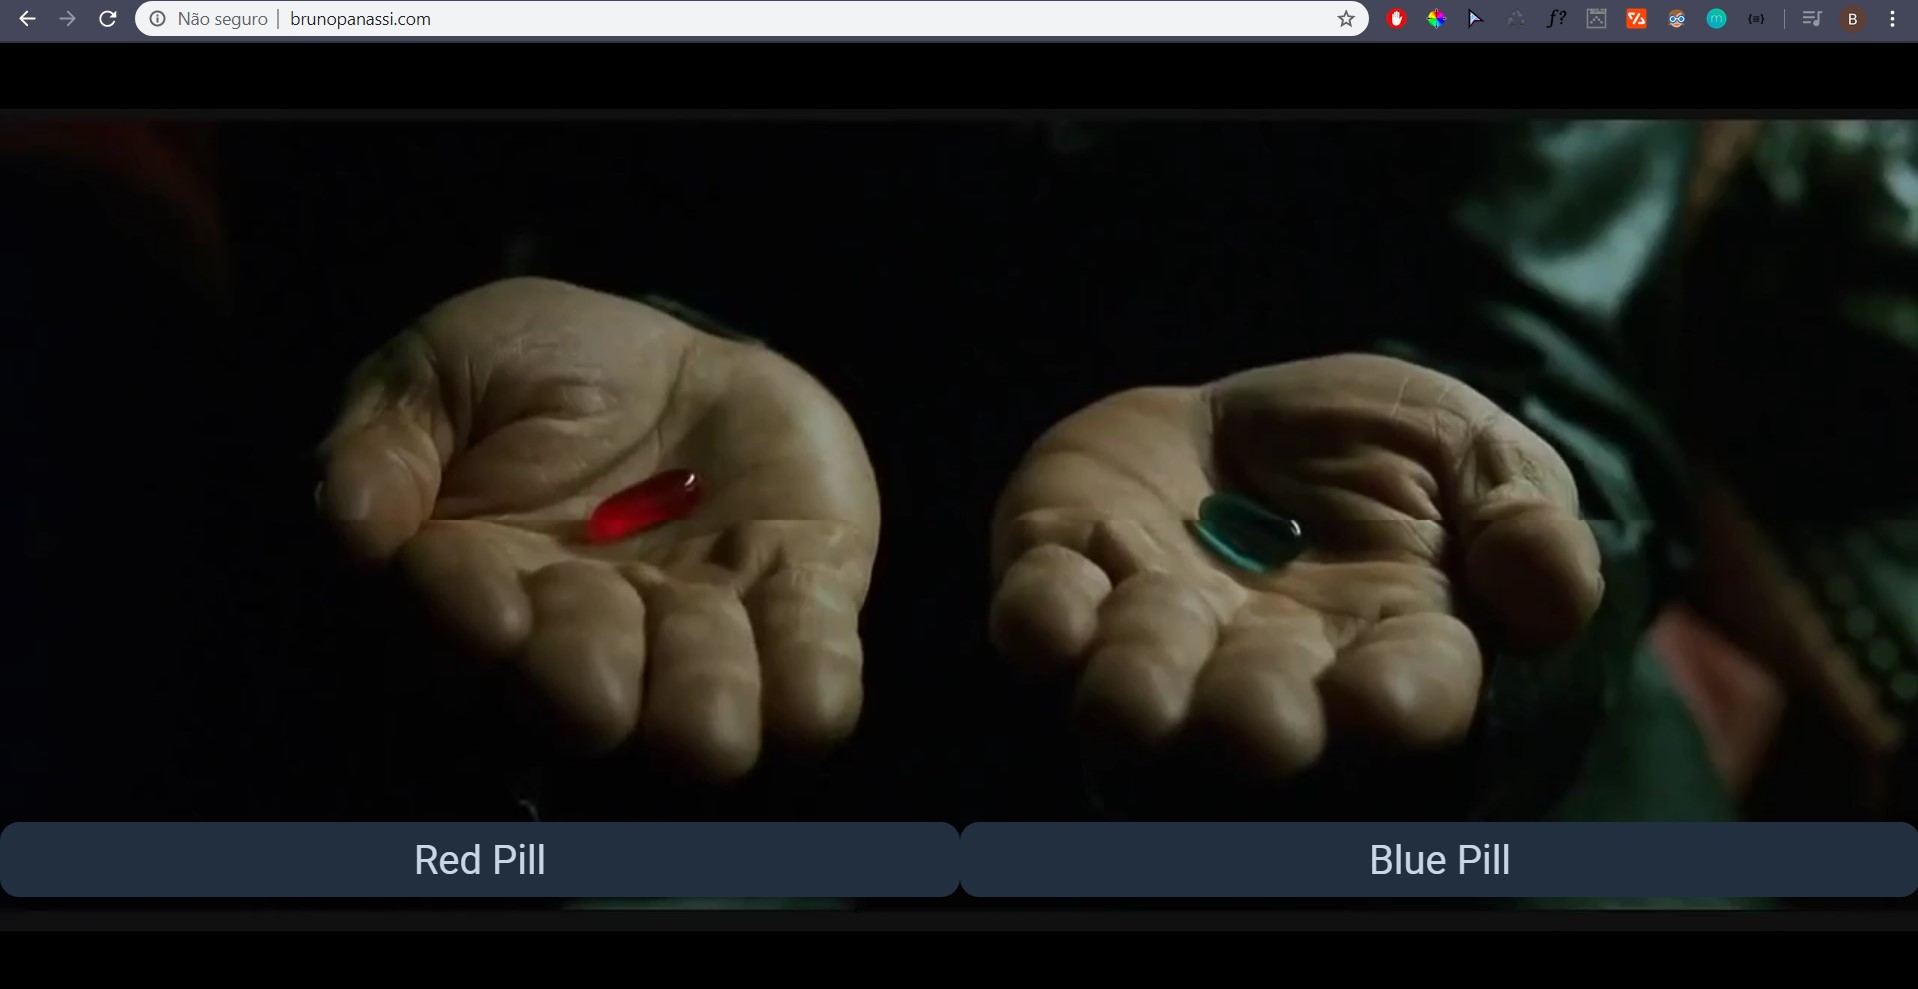 Não seguro | brunopanassi.com
f?
m
B
Red Pill
Blue Pill